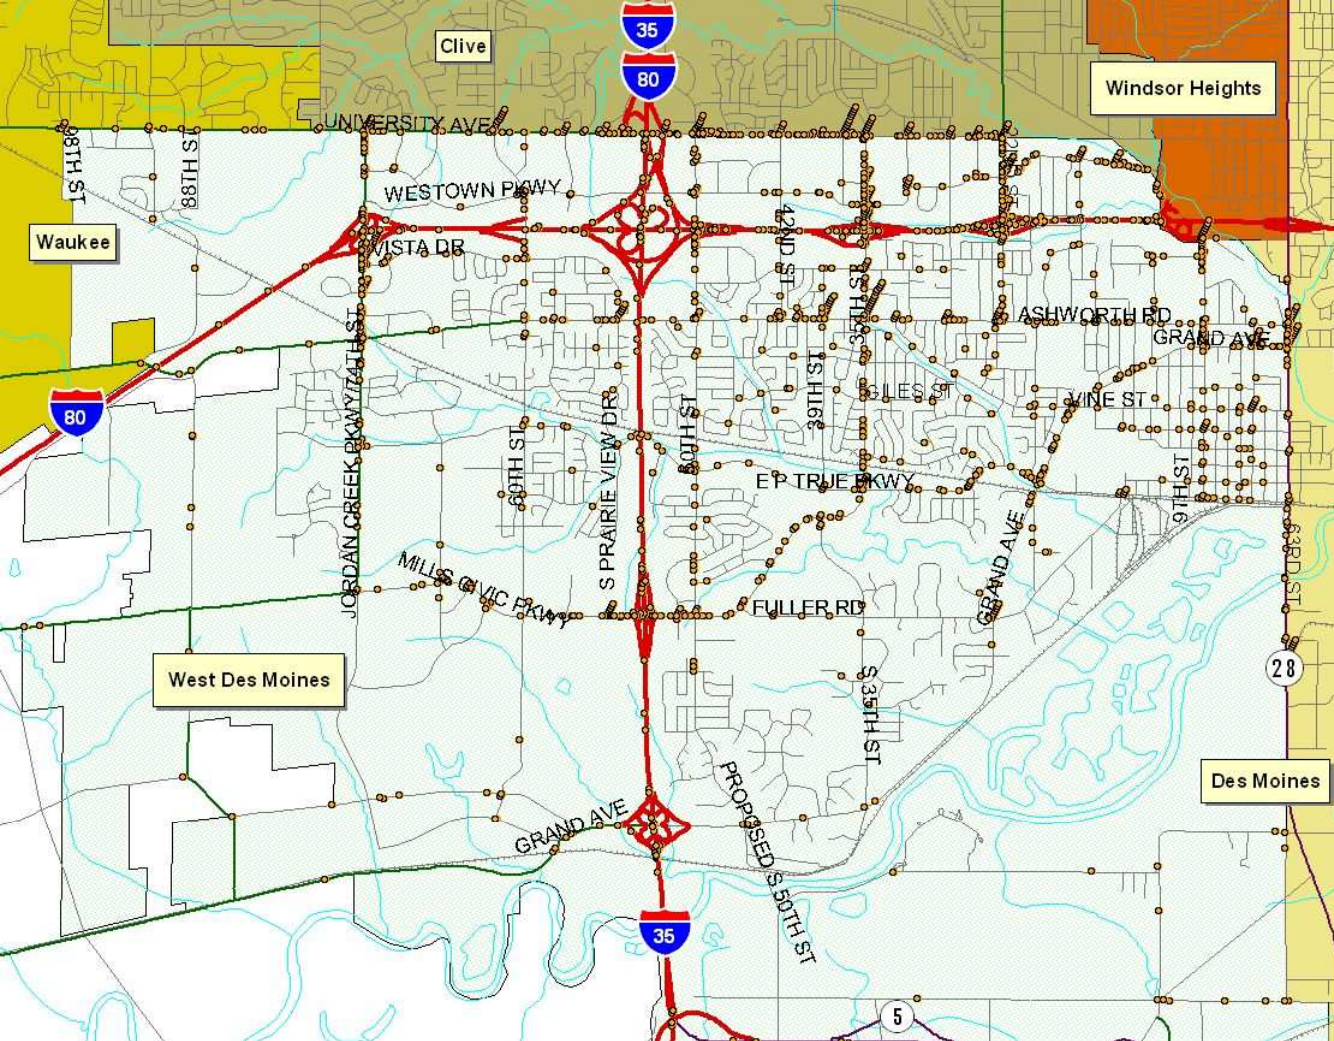 35
Clive
80
Windsor Heights
UNIVERSITY AVE
98TH ST
88TH ST
WESTOWN PKWY
Waukee
VISTA DR
42ND ST
35TH ST
ASHWORTH RD
GRAND AVE
JORDAN CREEK PKWY/74TH ST
36TH ST
GILES ST
VINE ST
80
S PRAIRIE VIEW DR
60TH ST
50TH ST
E P TRUE PKWY
9TH ST
GRAND AVE
63RD ST
MILLS CIVIC PKWY
FULLER RD
West Des Moines
28
S 35TH ST
PROPOSED S 50TH ST
Des Moines
GRAND AVE
35
5